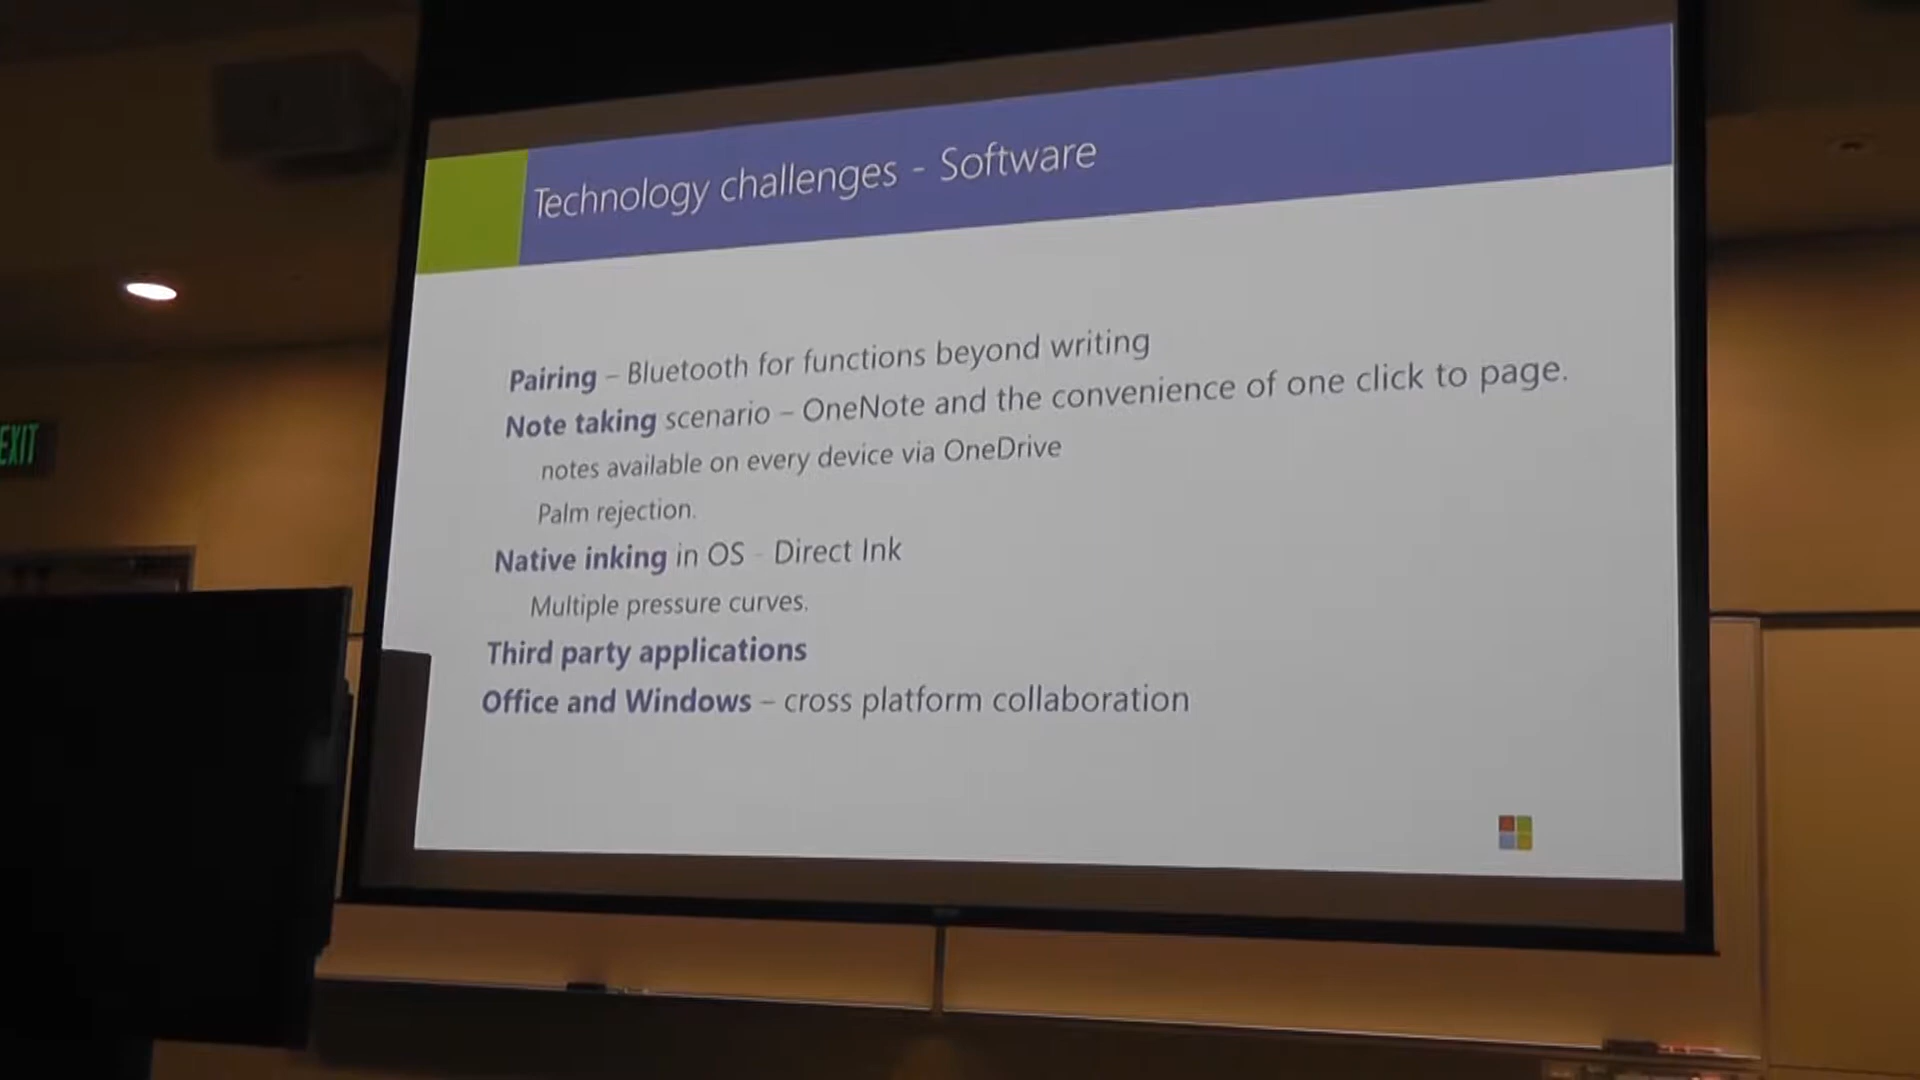 Technology challenges - Software
EXIT
Pairing – Bluetooth for functions beyond writing
Note taking scenario – OneNote and the convenience of one click to page.
notes available on every device via OneDrive
Palm rejection.
Native inking in OS - Direct Ink
Multiple pressure curves.
Third party applications
Office and Windows – cross platform collaboration